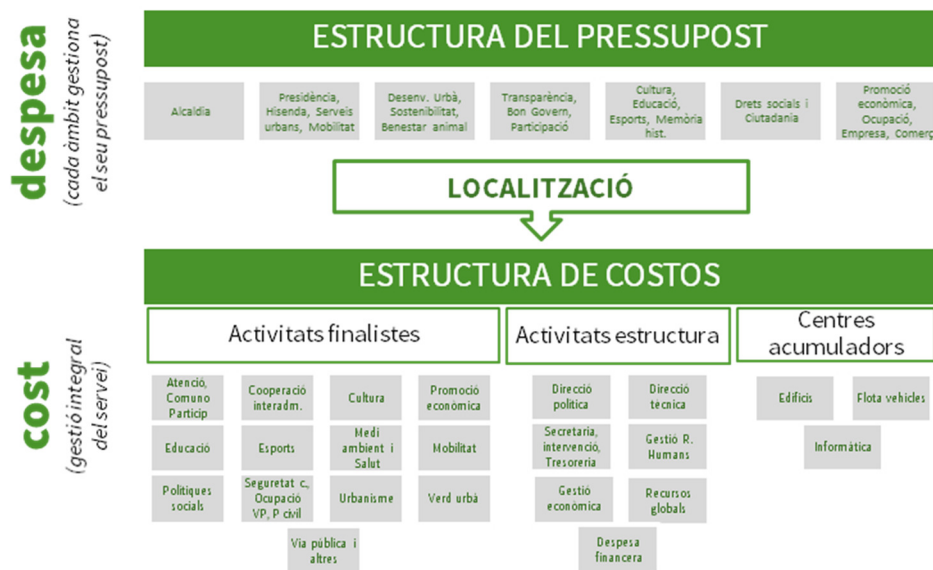 despesa
(cada àmbit gestiona
el seu pressupost)
ESTRUCTURA DEL PRESSUPOST
Alcaldia
Presidència,
Hisenda, Serveis
urbans, Mobilitat
Desenv. Urbà,
Sostenibilitat,
Benestar animal
Transparència,
Bon Govern,
Participació
Cultura,
Educació,
Esports, Memòria
hist.
Drets socials i
Ciutadania
Promoció
econòmica,
Ocupació,
Empresa, Comerç
LOCALITZACIÓ
cost
(gestió integral
del servei)
ESTRUCTURA DE COSTOS
Activitats finalistes
Activitats estructura
Centres
acumuladors
Atenció,
Comuno
Particip
Cooperació
interadm.
Cultura
Promoció
econòmica
Direcció
política
Direcció
tècnica
Edificis
Flota vehicles
Educació
Esports
Medi
ambient i
Salut
Mobilitat
Secretaria,
intervenció,
Tresoreria
Gestió R.
Humans
Informàtica
Polítiques
socials
Seguretat c.,
Ocupació
VP, P civil
Urbanisme
Verd urbà
Gestió
econòmica
Recursos
globals
Via pública i
altres
Despesa
financera